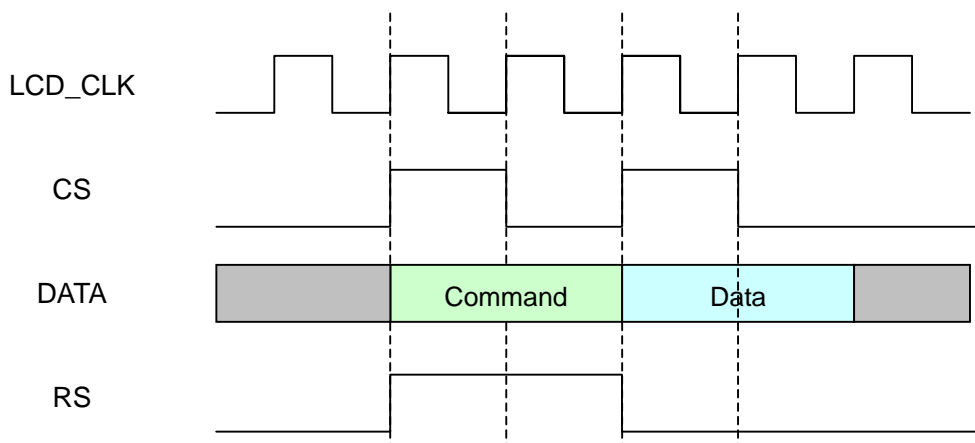 LCD_CLK
CS
DATA
Command
Data
RS